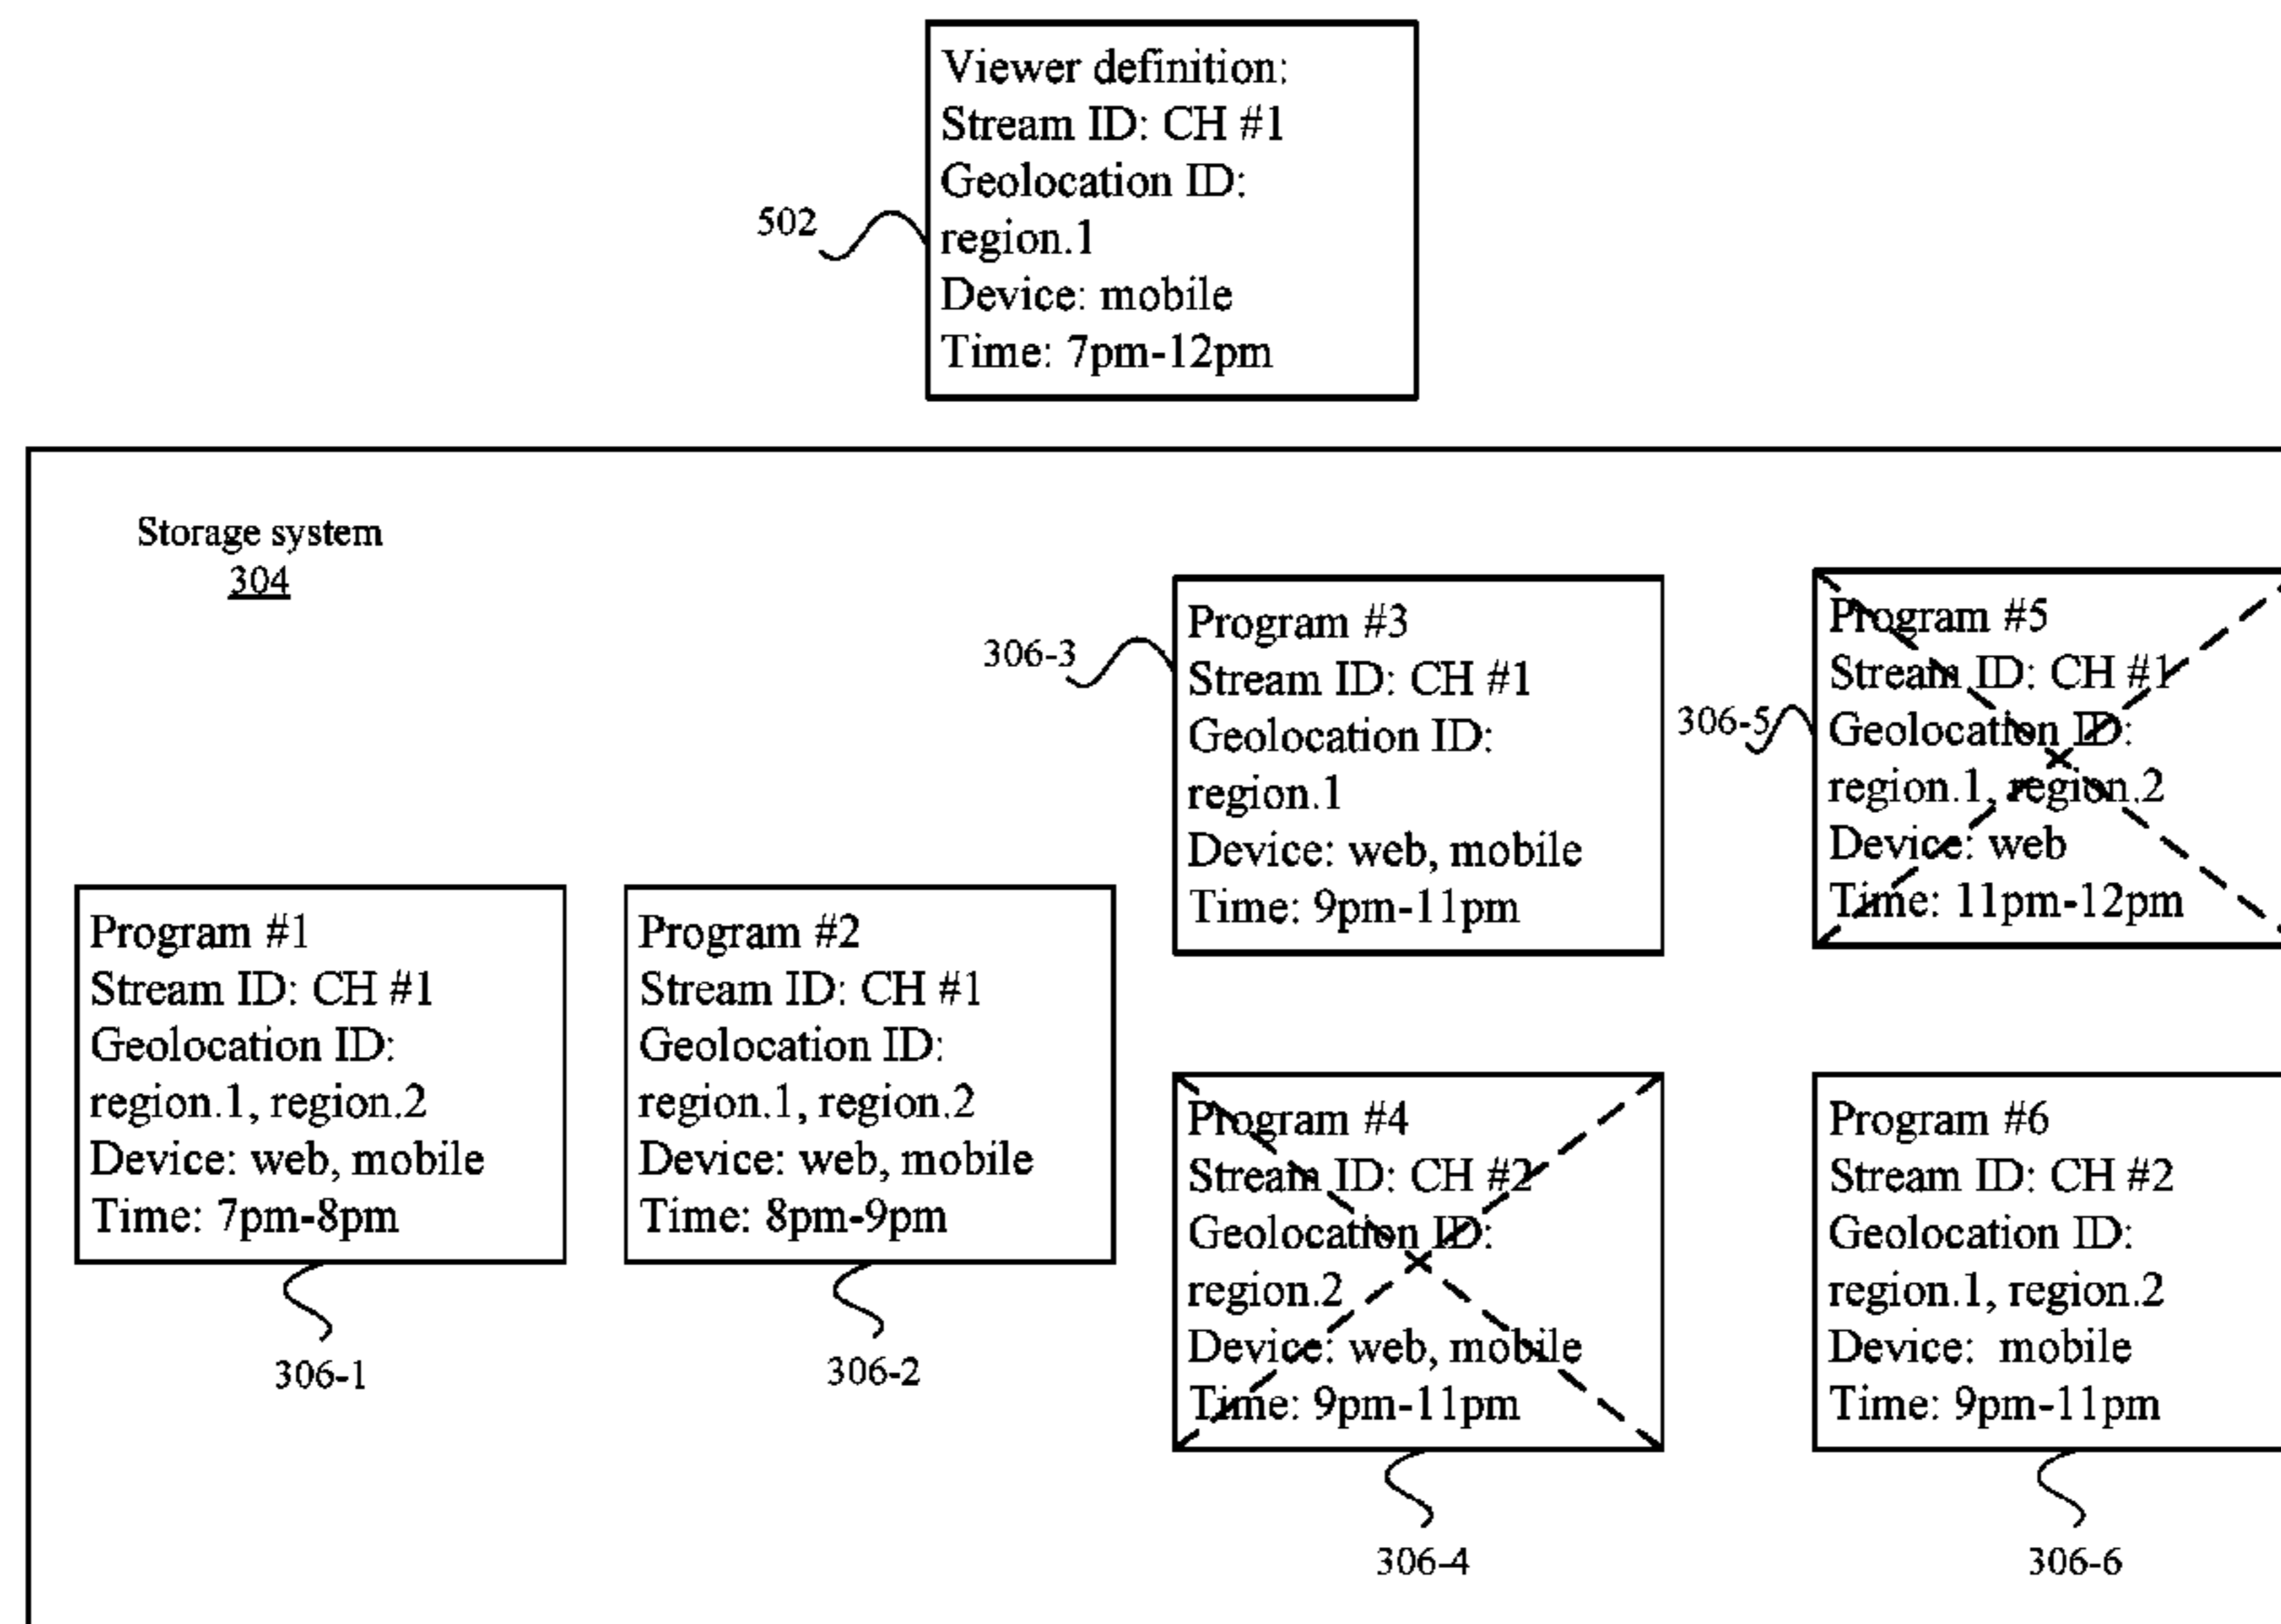 Viewer definition:
Stream ID: CH #1
Geolocation ID:
region.1
Device: mobile
Time: 7pm-12pm
502
Storage system
304
306-3
Program #3
Stream ID: CH #1
Geolocation ID:
region.1
Device: web, mobile
Time: 9pm-11pm
306-5
Program #5
Stream ID: CH #1
Geolocation ID:
region.1, region.2
Device: web
Time: 11pm-12pm
Program #1
Stream ID: CH #1
Geolocation ID:
region.1, region.2
Device: web, mobile
Time: 7pm-8pm
306-1
Program #2
Stream ID: CH #1
Geolocation ID:
region.1, region.2
Device: web, mobile
Time: 8pm-9pm
306-2
Program #4
Stream ID: CH #2
Geolocation ID:
region.2
Device: web, mobile
Time: 9pm-11pm
306-4
Program #6
Stream ID: CH #2
Geolocation ID:
region.1, region.2
Device: mobile
Time: 9pm-11pm
306-6